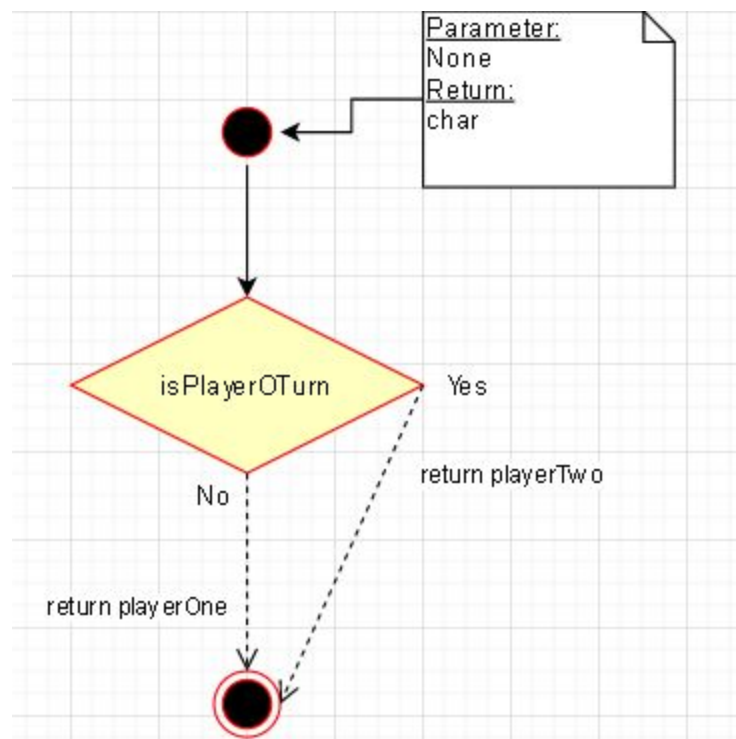 Parameter:
None
Return:
char
isPlayerOTurn
Yes
return playerTwo
No
return playerOne